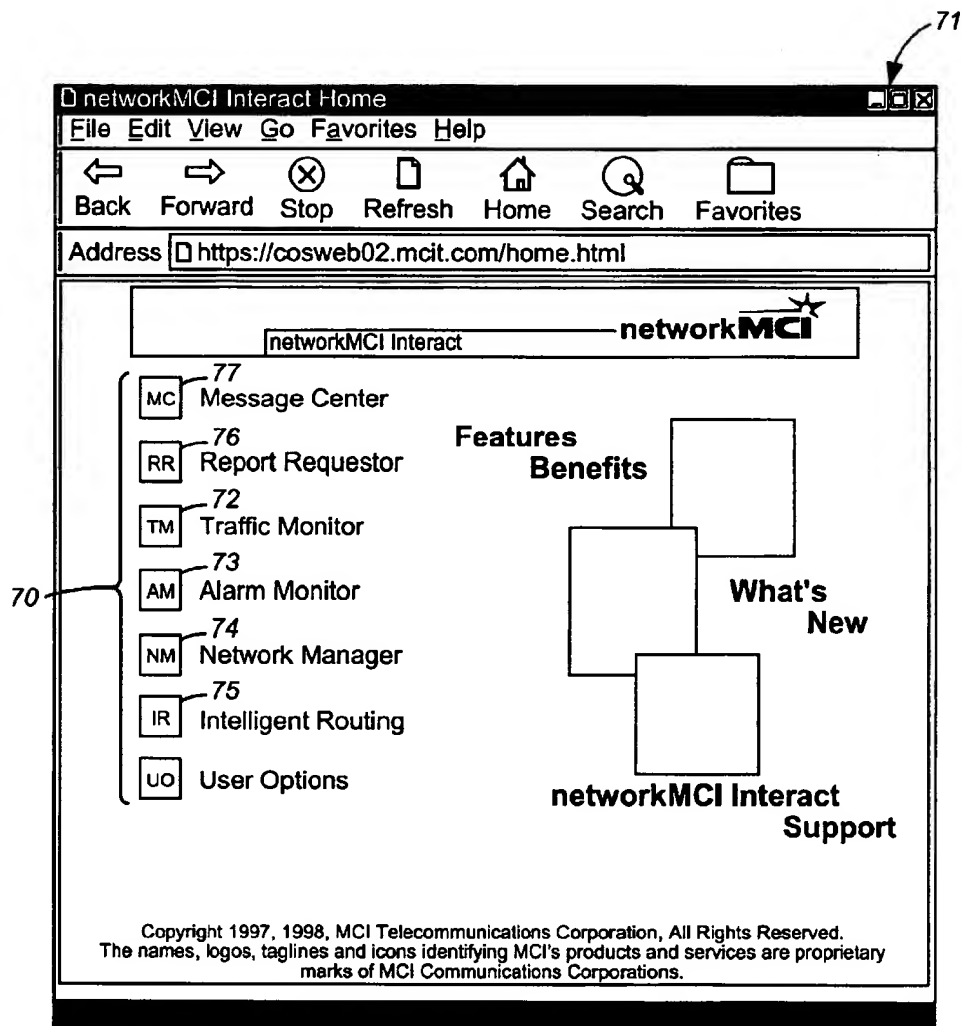 71
networkMCI Interact Home
File Edit View Go Favorites Help
Back Forward Stop Refresh Home Search Favorites
Address https://cosweb02.mcit.com/home.html
networkMCI Interact
networkMCI
77
MC Message Center
76
RR Report Requestor
72
TM Traffic Monitor
73
AM Alarm Monitor
74
NM Network Manager
75
IR Intelligent Routing
UO User Options
70
Features
Benefits
What's
New
networkMCI Interact
Support
Copyright 1997, 1998, MCI Telecommunications Corporation, All Rights Reserved.
The names, logos, taglines and icons identifying MCI's products and services are proprietary
marks of MCI Communications Corporations.